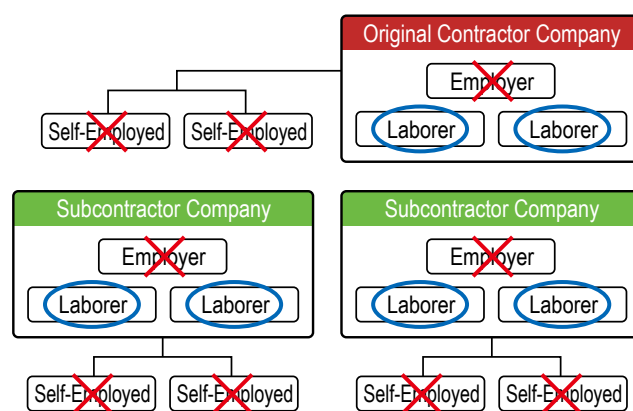 Original Contractor Company
Employer
Self-Employed
Self-Employed
Laborer
Laborer
Subcontractor Company
Employer
Laborer
Laborer
Self-Employed
Self-Employed
Subcontractor Company
Employer
Laborer
Laborer
Self-Employed
Self-Employed